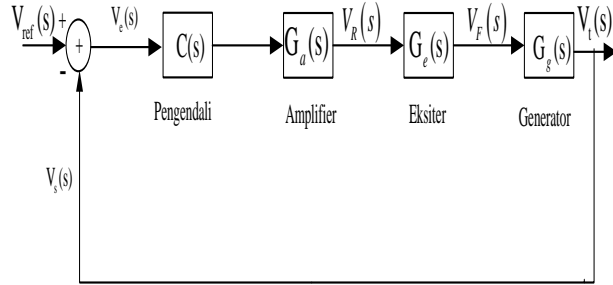 V_ref(s) +
+
-
V_e(s)
C(s)
G_a(s)
V_R(s)
G_e(s)
V_F(s)
G_g(s)
V_t(s)
Pengendali
Amplifier
Eksiter
Generator
V_s(s)